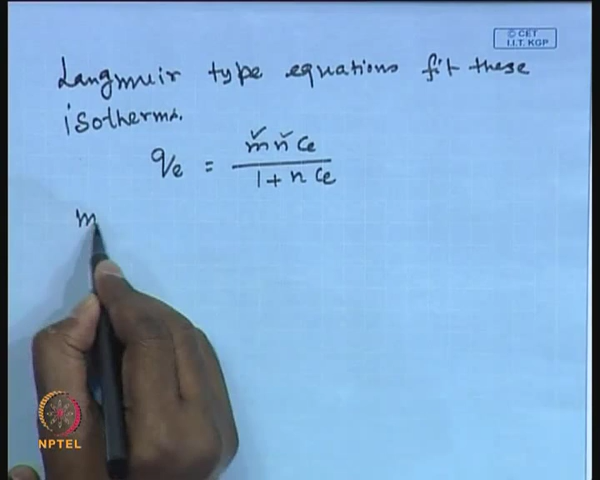 © CET
I.I.T. KGP
Langmuir type equations fit these
isotherms.
qe = m n Ce / 1 + n Ce
m
NPTEL